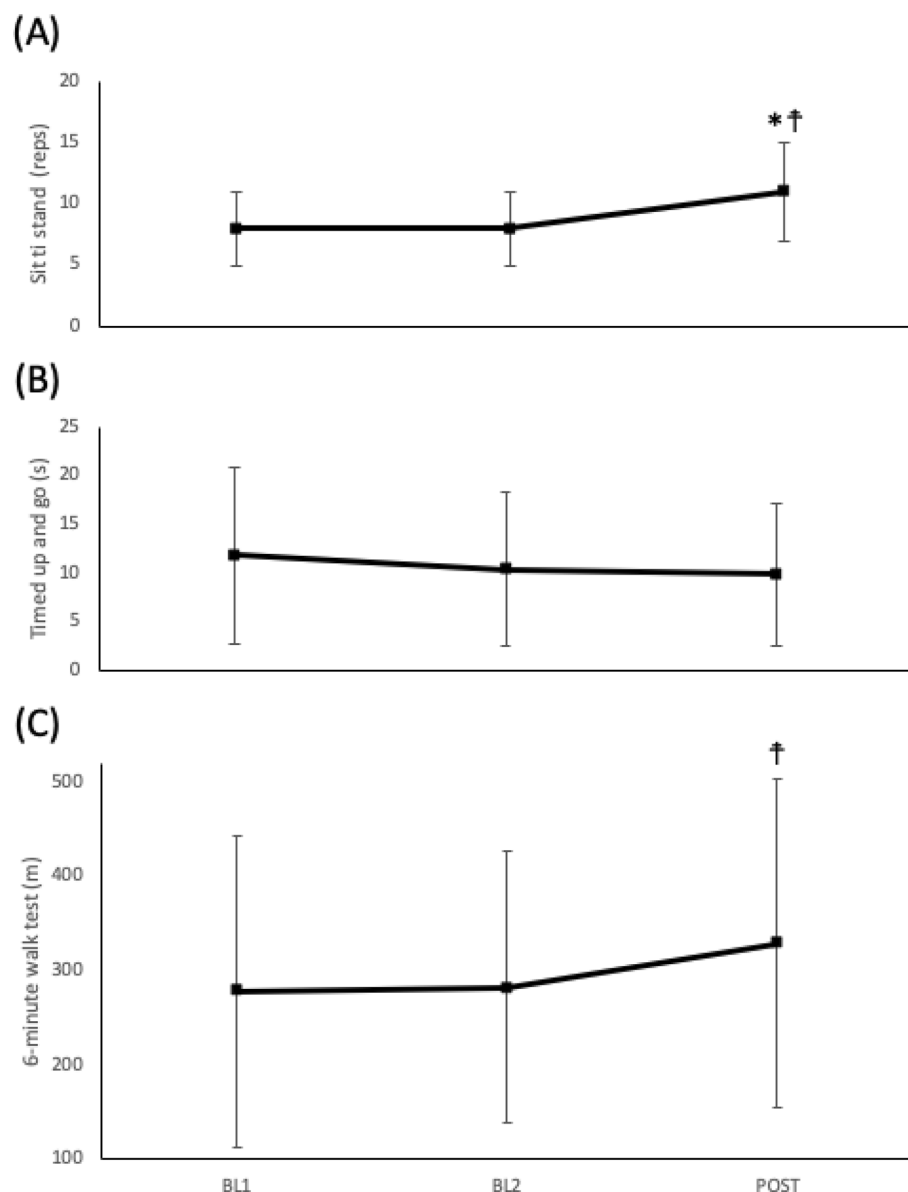 (A)
Sit ti stand (reps)
20
15
10
5
0
*†
(B)
Timed up and go (s)
25
20
15
10
5
0
(C)
6-minute walk test (m)
500
400
300
200
100
†
BL1 BL2 POST